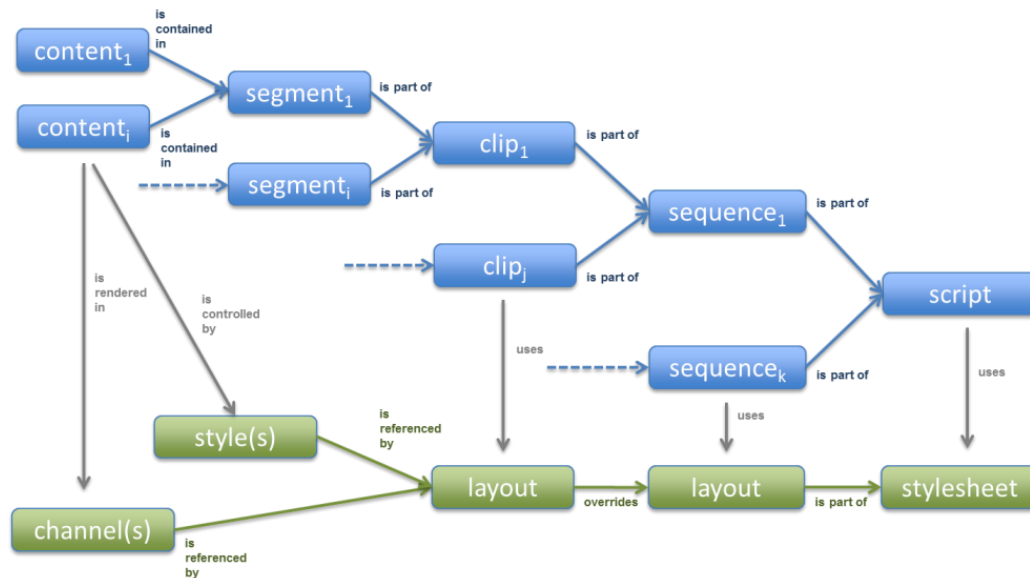 is
contained
in
content₁
segment₁
is part of
contentᵢ
is
contained
in
clip₁
is part of
segmentᵢ
is part of
sequence₁
is part of
clipⱼ
is part of
is
rendered
in
is
controlled
by
script
uses
sequenceₖ
is part of
uses
uses
style(s)
is
referenced
by
layout
overrides
layout
is part of
stylesheet
channel(s)
is
referenced
by